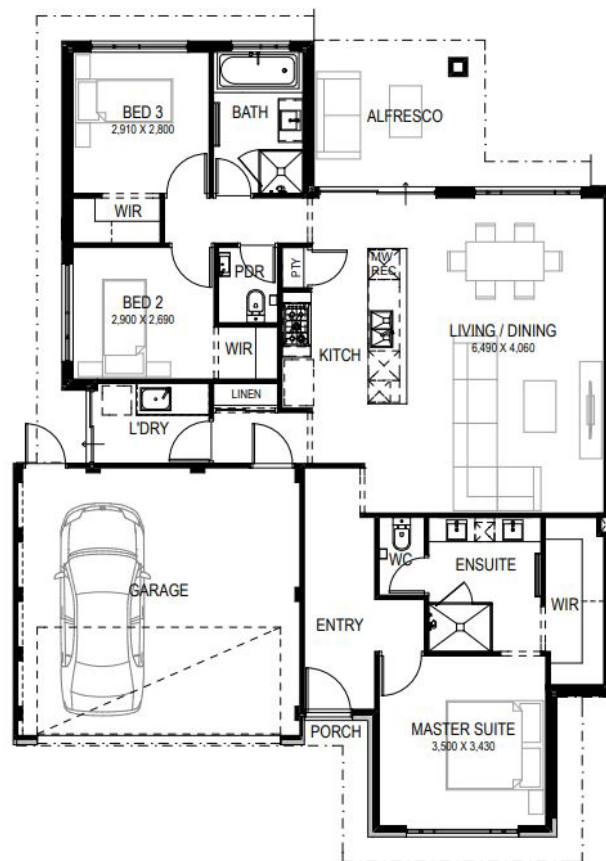 BED 3
2,910 X 2,800
BATH
ALFRESCO
WIR
PDR
PTY
MW
REC
BED 2
2,900 X 2,690
WIR
KITCH
LIVING / DINING
6,490 X 4,060
LINEN
L'DRY
WC
ENSUITE
GARAGE
ENTRY
WIR
PORCH
MASTER SUITE
3,500 X 3,430